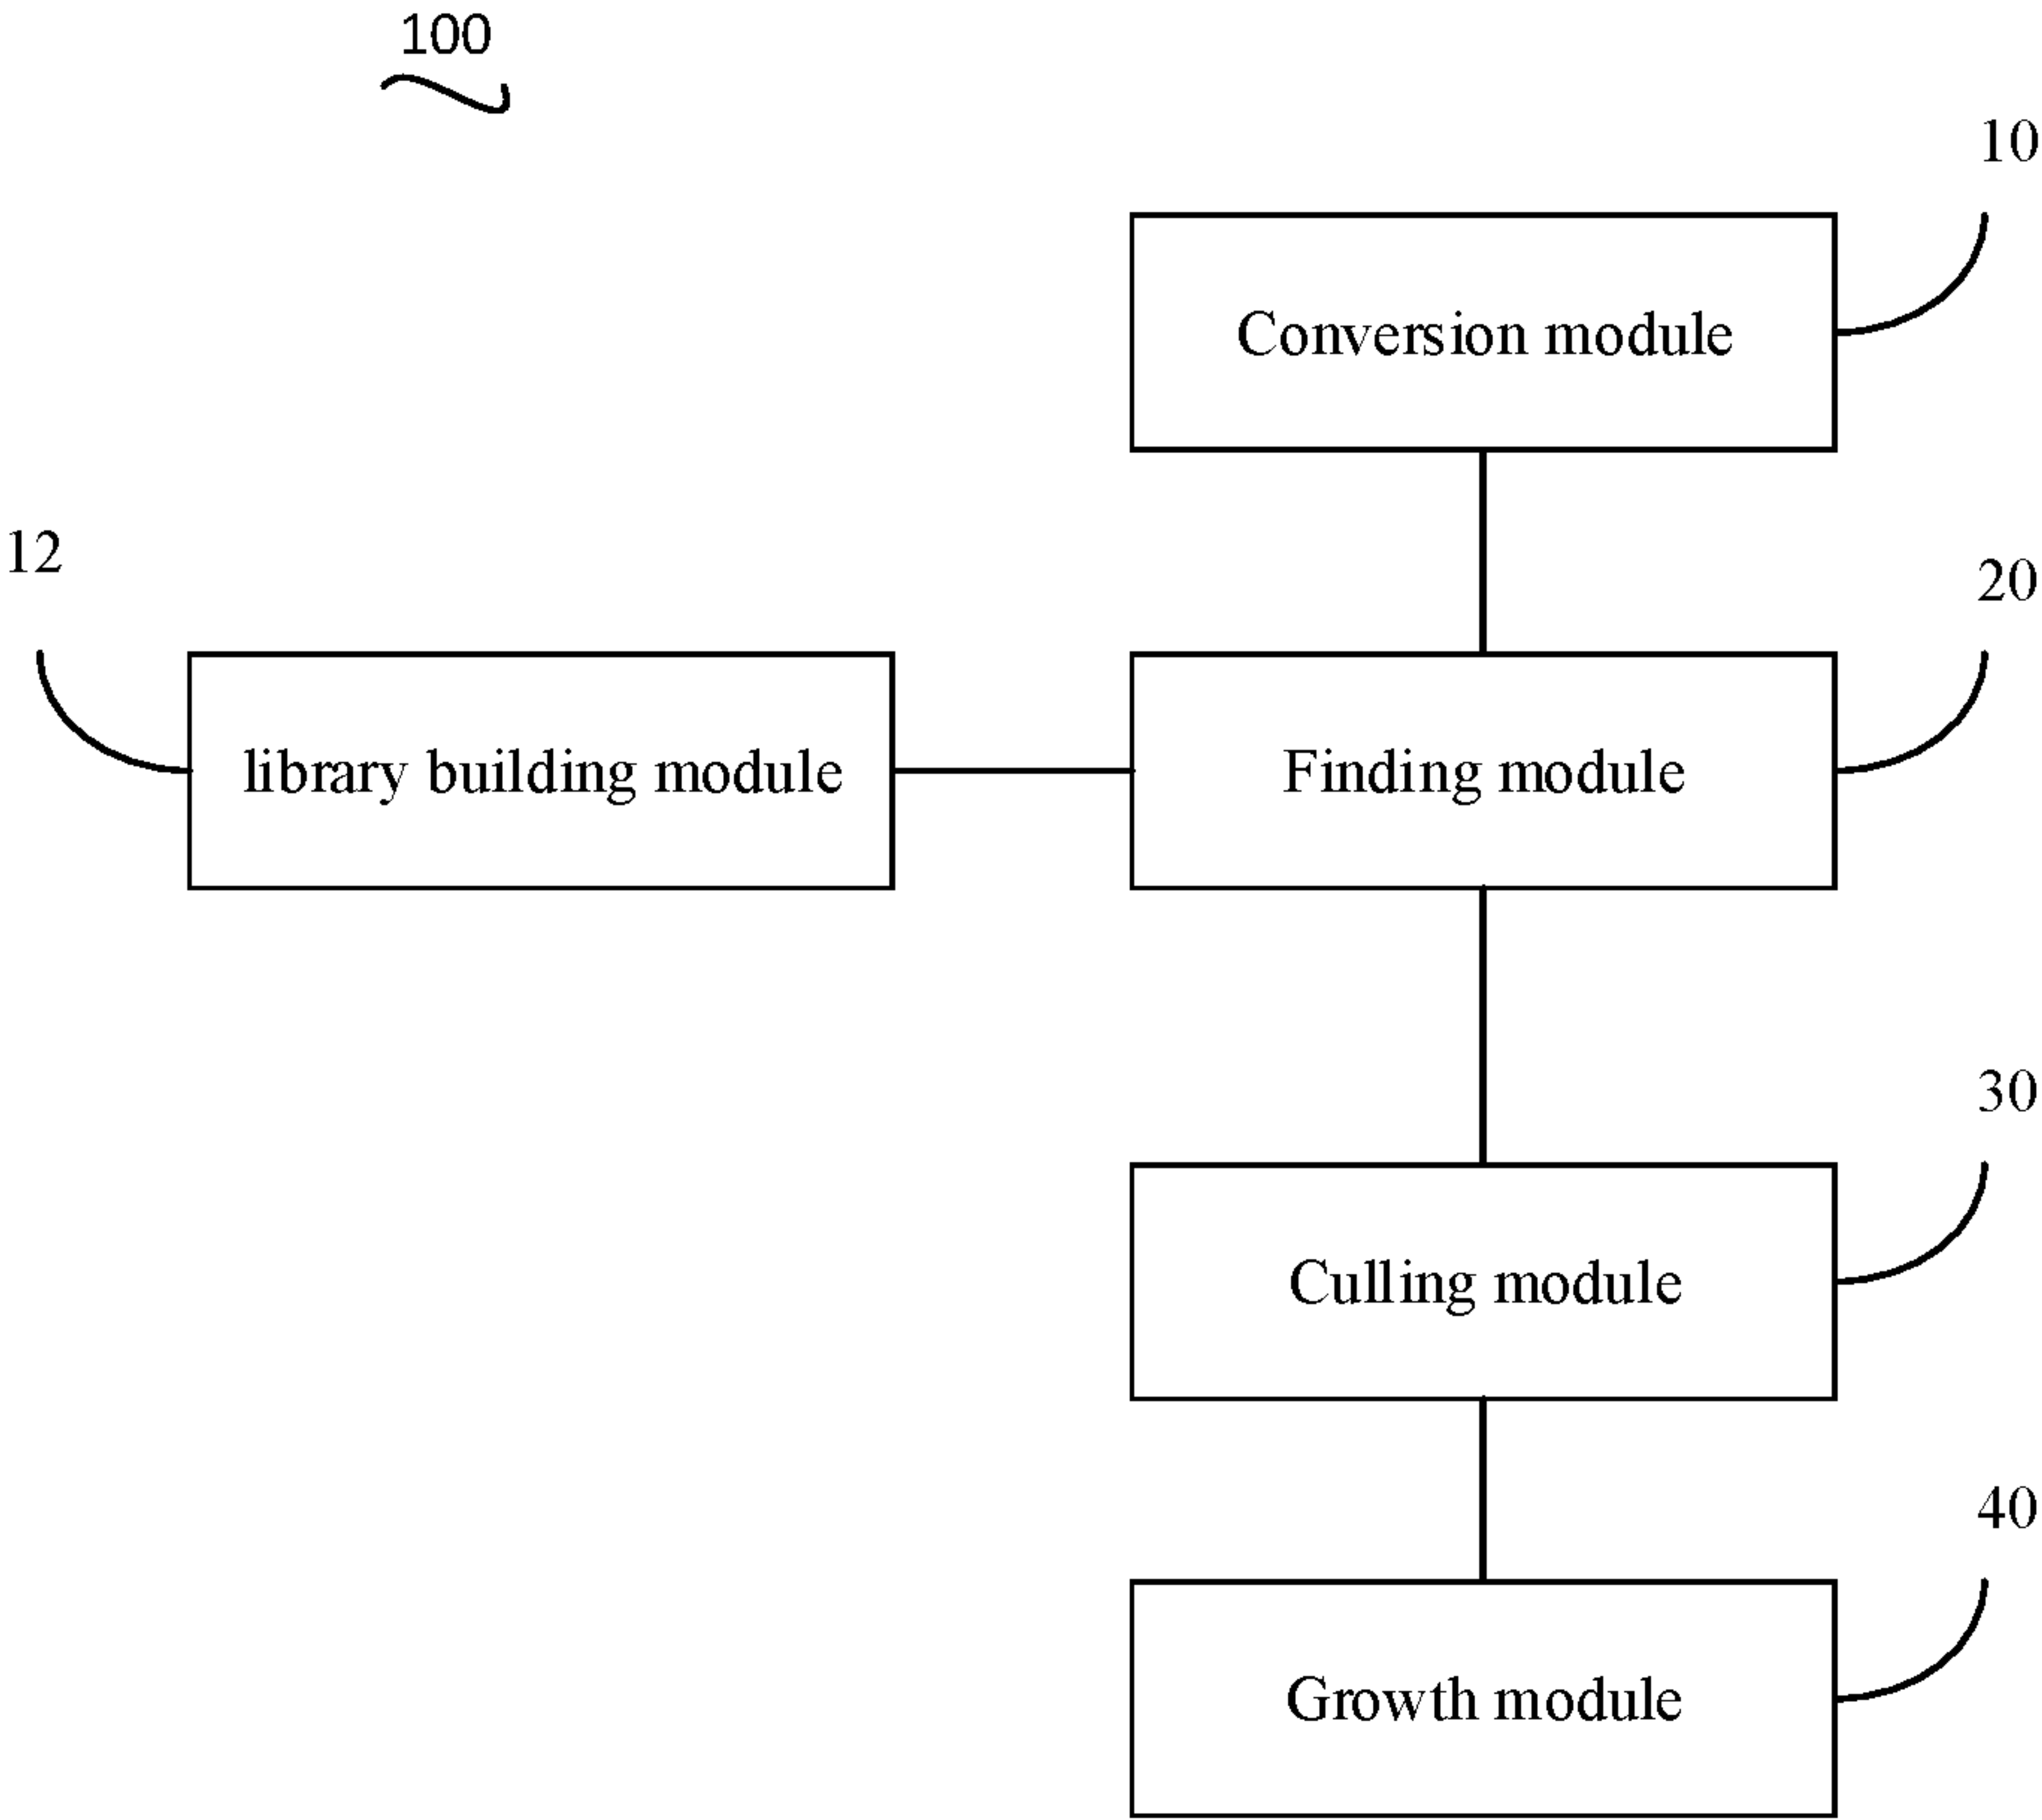 100
10
Conversion module
12
20
library building module
Finding module
30
Culling module
40
Growth module